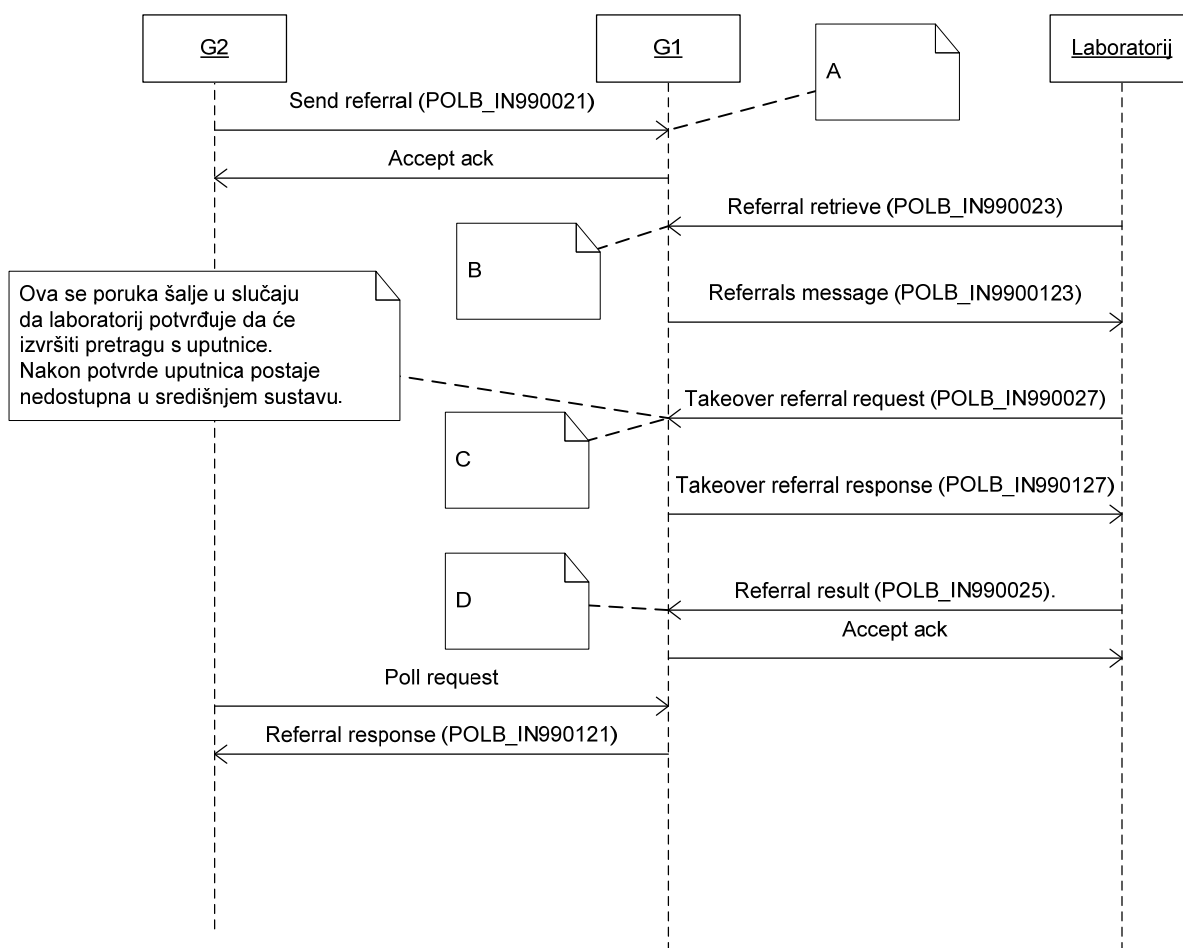 G2
G1
Laboratorij
A
Send referral (POLB_IN990021)
Accept ack
Referral retrieve (POLB_IN990023)
B
Ova se poruka šalje u slučaju
da laboratorij potvrđuje da će
izvršiti pretragu s uputnice.
Nakon potvrde uputnica postaje
nedostupna u središnjem sustavu.
Referrals message (POLB_IN9900123)
Takeover referral request (POLB_IN990027)
C
Takeover referral response (POLB_IN990127)
D
Referral result (POLB_IN990025).
Accept ack
Poll request
Referral response (POLB_IN990121)